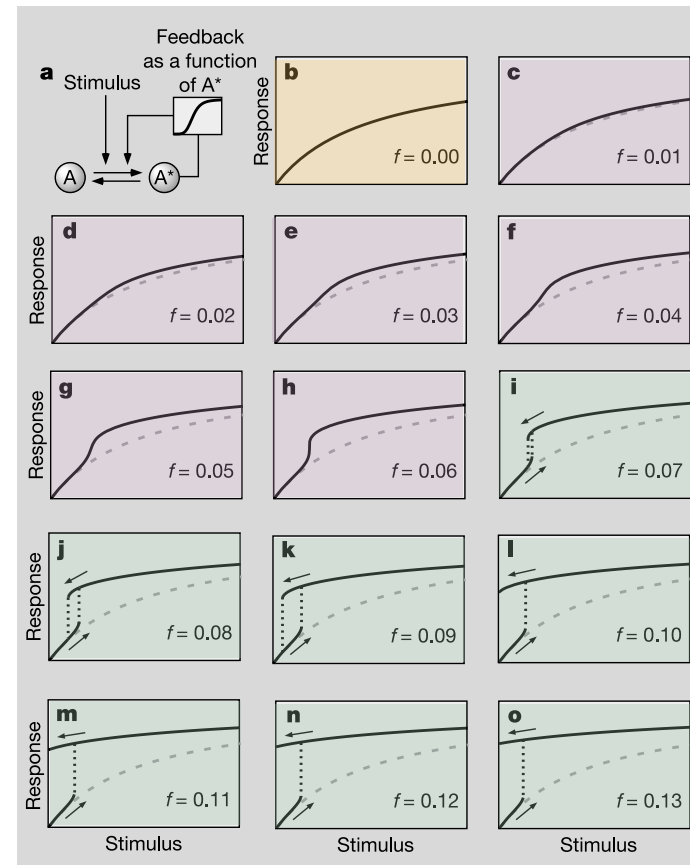 a
Feedback
as a function
of A*
Stimulus
A
A*
b
Response
f = 0.00
c
f = 0.01
d
Response
f = 0.02
e
f = 0.03
f
f = 0.04
g
Response
f = 0.05
h
f = 0.06
i
f = 0.07
j
Response
f = 0.08
k
f = 0.09
l
f = 0.10
m
Response
f = 0.11
Stimulus
n
f = 0.12
Stimulus
o
f = 0.13
Stimulus